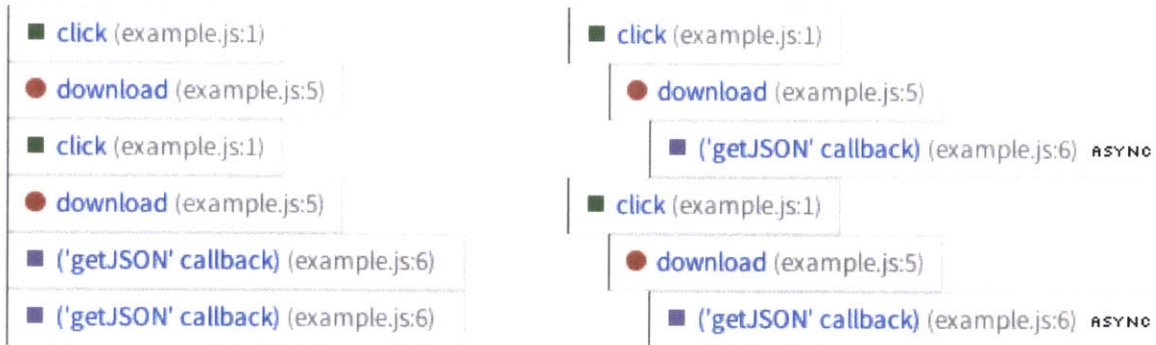 click (example.js:1)
download (example.js:5)
click (example.js:1)
download (example.js:5)
('getJSON' callback) (example.js:6)
('getJSON' callback) (example.js:6)
click (example.js:1)
download (example.js:5)
('getJSON' callback) (example.js:6) ASYNC
click (example.js:1)
download (example.js:5)
('getJSON' callback) (example.js:6) ASYNC